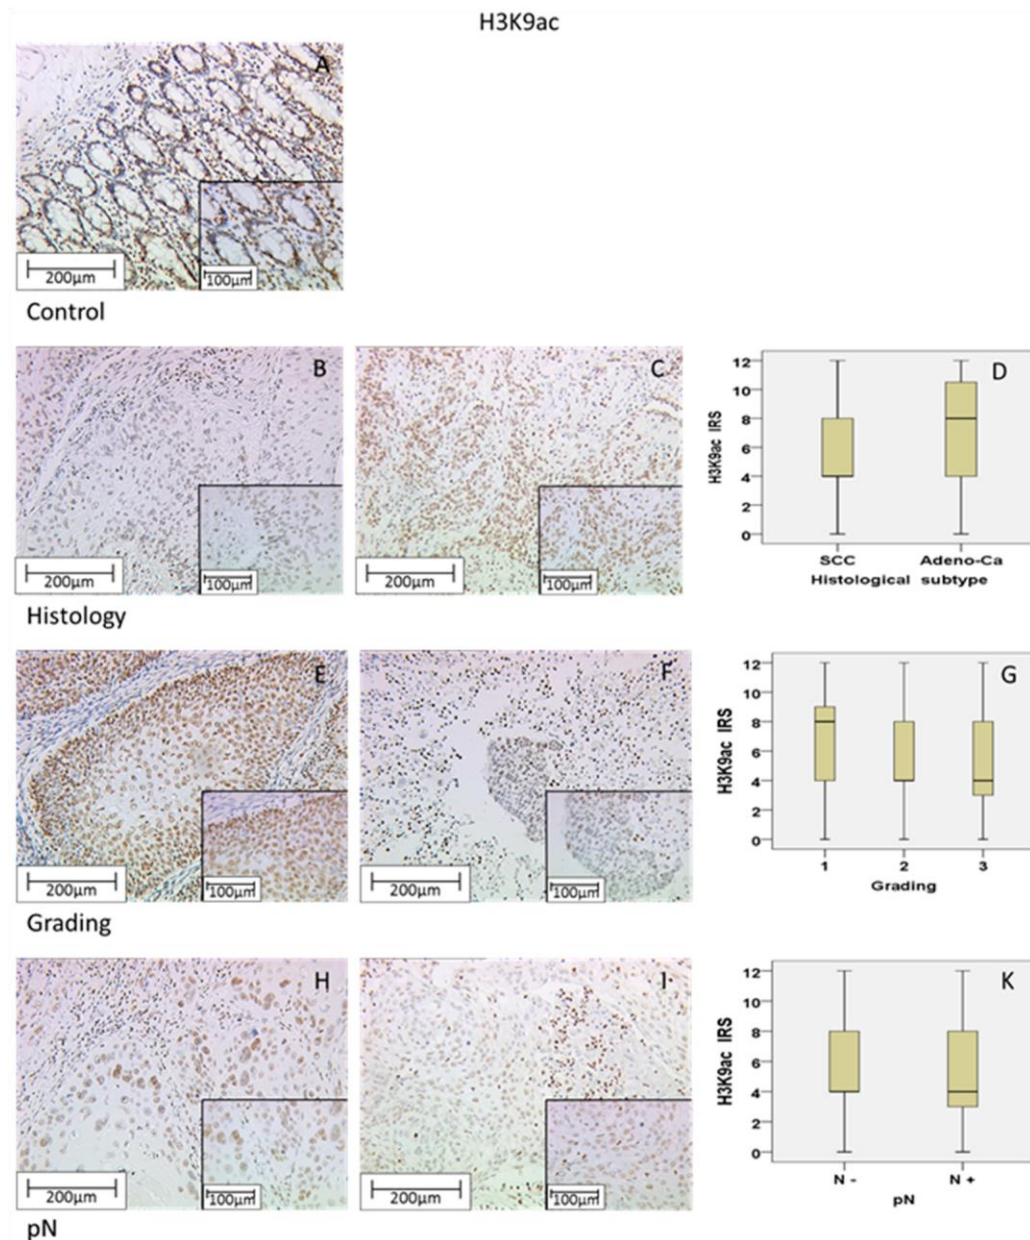 H3K9ac
A
200µm
100µm
Control
B
200µm
100µm
C
200µm
100µm
D
H3K9ac IRS
12
10
8
6
4
2
0
SCC Adeno-Ca
Histological subtype
Histology
E
200µm
100µm
F
200µm
100µm
G
H3K9ac IRS
12
10
8
6
4
2
0
1 2 3
Grading
Grading
H
200µm
100µm
I
200µm
100µm
K
H3K9ac IRS
12
10
8
6
4
2
0
N - N +
pN
pN